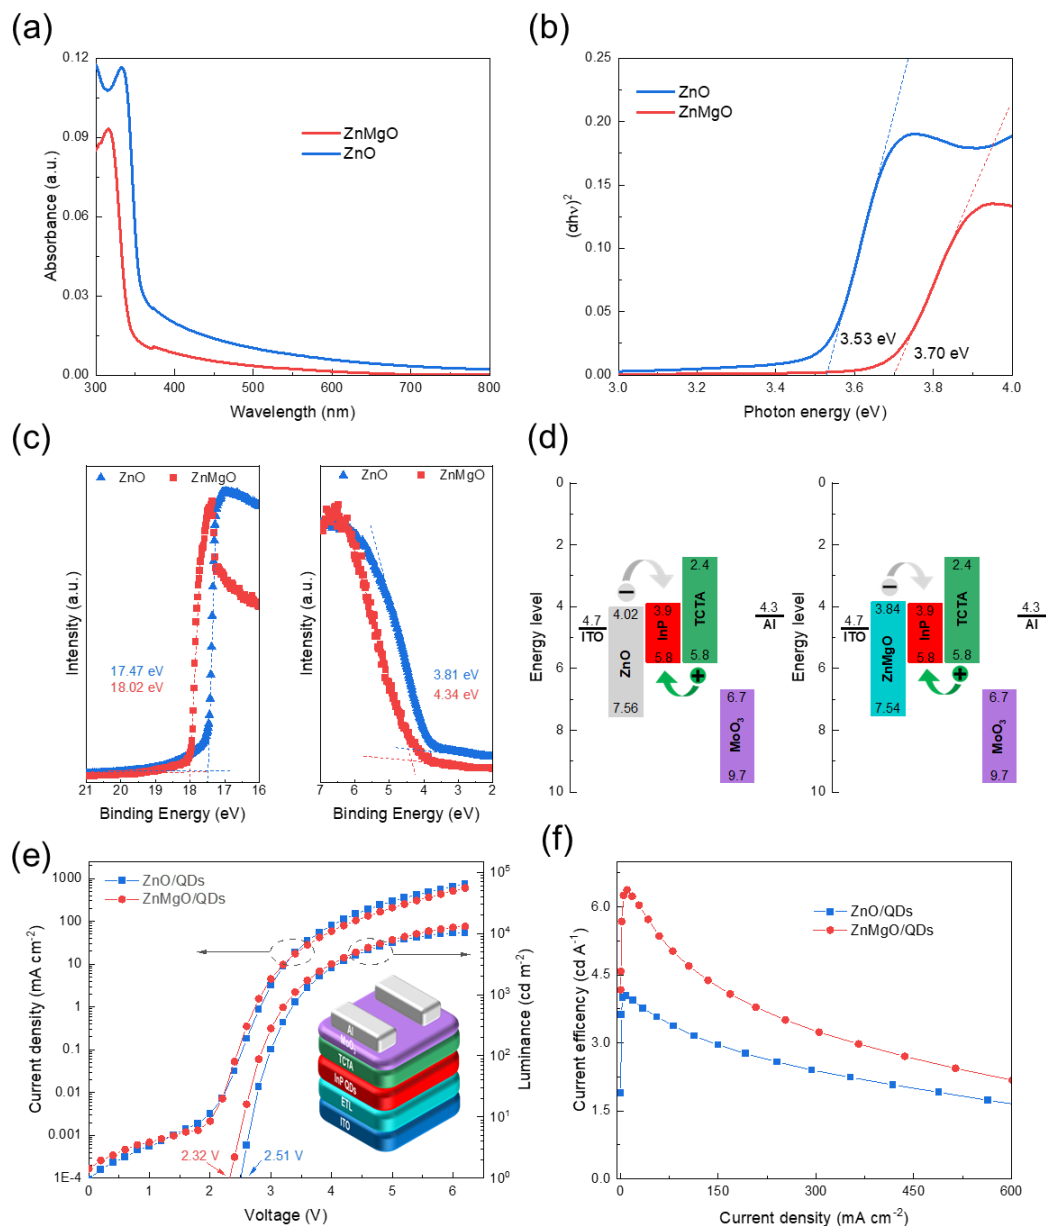 (a)
0.12
0.09
0.06
0.03
0.00
Absorbance (a.u.)
ZnMgO
ZnO
300 400 500 600 700 800
Wavelength (nm)
(b)
0.25
0.20
0.15
0.10
0.05
0.00
(αhν)²
ZnO
ZnMgO
3.53 eV
3.70 eV
3.0 3.2 3.4 3.6 3.8 4.0
Photon energy (eV)
(c)
ZnO ZnMgO
Intensity (a.u.)
17.47 eV
18.02 eV
21 20 19 18 17 16
Binding Energy (eV)
ZnO ZnMgO
Intensity (a.u.)
3.81 eV
4.34 eV
7 6 5 4 3 2
Binding Energy (eV)
(d)
0
2
4
6
8
10
Energy level
4.7
ITO
4.02
ZnO
7.56
3.9
InP
5.8
2.4
TCTA
5.8
6.7
MoO₃
9.7
4.3
Al
0
2
4
6
8
10
Energy level
4.7
ITO
3.84
ZnMgO
7.54
3.9
InP
5.8
2.4
TCTA
5.8
6.7
MoO₃
9.7
4.3
Al
(e)
1000
100
10
1
0.1
0.01
0.001
1E-4
Current density (mA cm⁻²)
ZnO/QDs
ZnMgO/QDs
2.32 V
2.51 V
Al
MoO₃
TCTA
InP QDs
ETL
ITO
10⁵
10⁴
10³
10²
10¹
10⁰
Luminance (cd m⁻²)
0 1 2 3 4 5 6
Voltage (V)
(f)
6.0
4.5
3.0
1.5
0.0
Current efficency (cd A⁻¹)
ZnO/QDs
ZnMgO/QDs
0 150 300 450 600
Current density (mA cm⁻²)